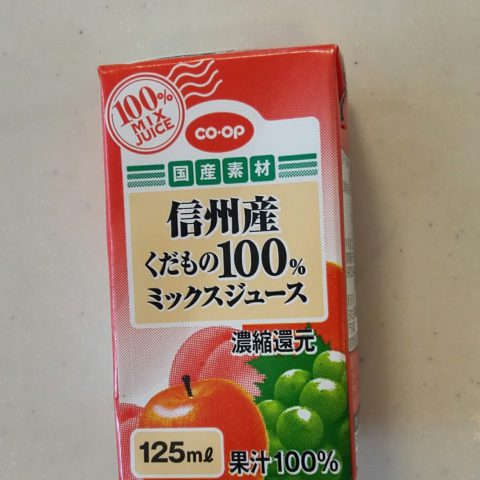 100%
MIX
JUICE
CO·OP
国産素材
信州産
くだもの100%
ミックスジュース
濃縮還元
125ml
果汁100%